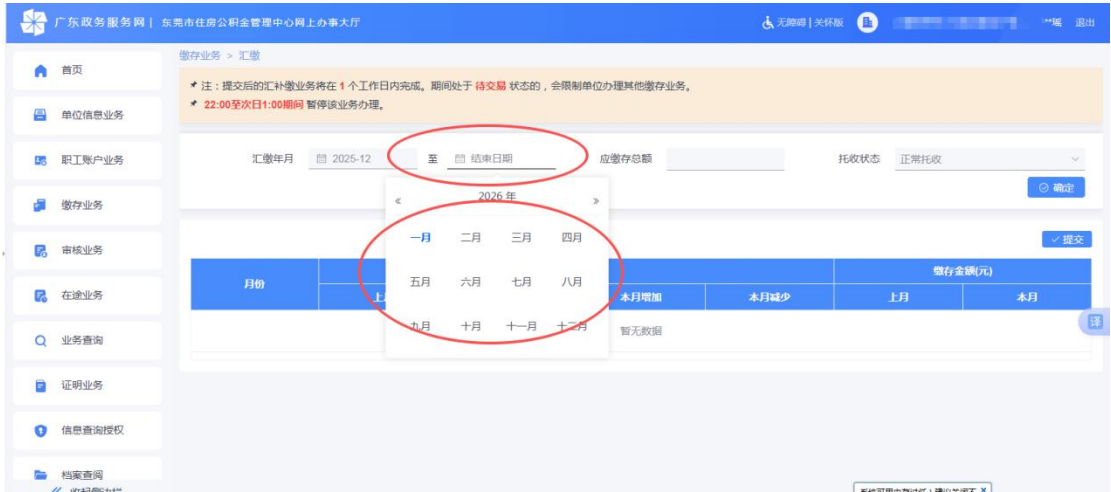 广东政务服务网 | 东莞市住房公积金管理中心网上办事大厅
无障碍 | 关怀版
**瑶 退出
首页
单位信息业务
职工账户业务
缴存业务
审核业务
在途业务
业务查询
证明业务
信息查询授权
档案查阅
缴存业务 > 汇缴
注：提交后的汇补缴业务将在 1 个工作日内完成。期间处于 待交易 状态的，会限制单位办理其他缴存业务。
22:00至次日1:00期间 暂停该业务办理。
汇缴年月 2025-12 至 结束日期 应缴存总额 托收状态 正常托收
确定
« 2026 年 »
一月 二月 三月 四月
五月 六月 七月 八月
九月 十月 十一月 十二月
提交
月份 缴存金额(元)
本月增加 本月减少 上月 本月
暂无数据
译